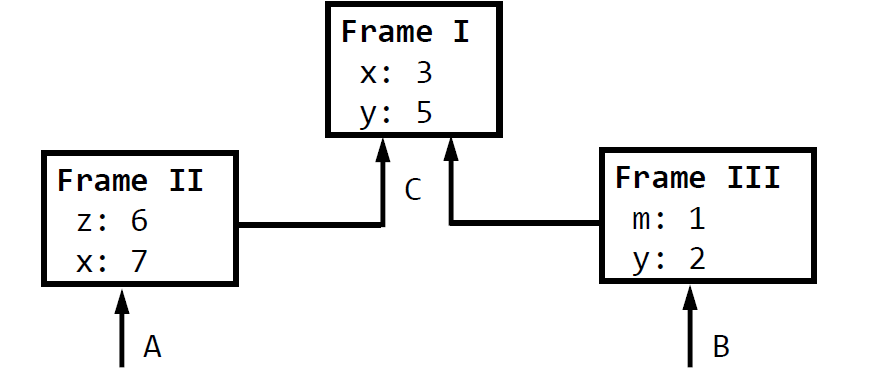 Frame I
x: 3
y: 5
Frame II
z: 6
x: 7
C
Frame III
m: 1
y: 2
A
B